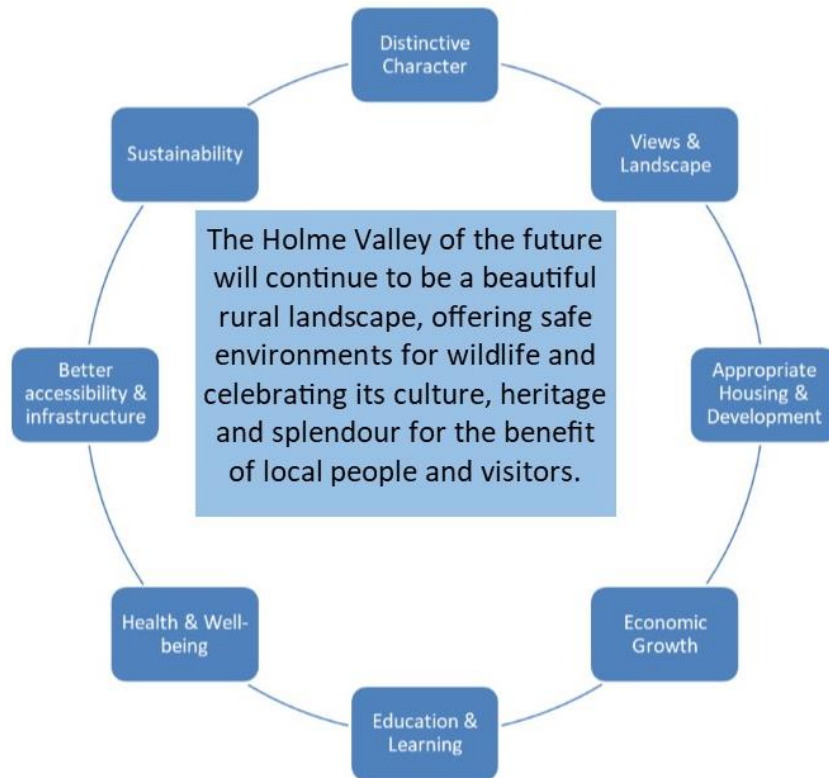 Distinctive
Character
Views &
Landscape
Appropriate
Housing &
Development
Economic
Growth
Education &
Learning
Health & Well-
being
Better
accessibility &
infrastructure
Sustainability
The Holme Valley of the future
will continue to be a beautiful
rural landscape, offering safe
environments for wildlife and
celebrating its culture, heritage
and splendour for the benefit
of local people and visitors.